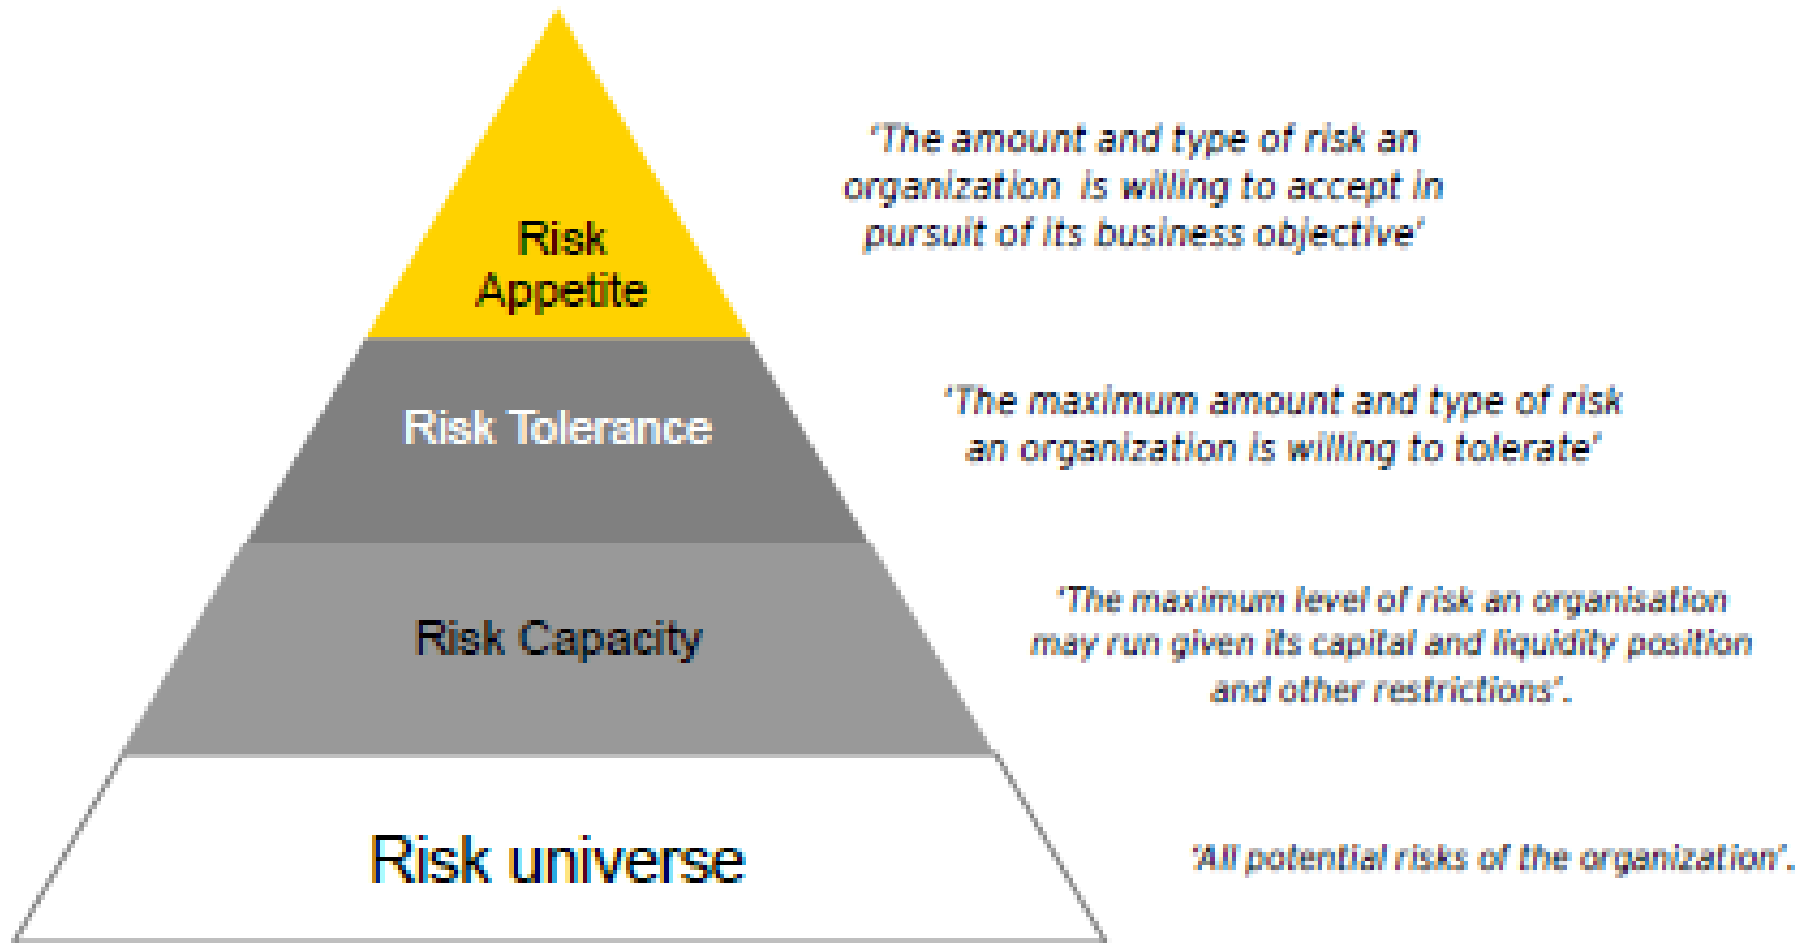 'The amount and type of risk an
organization is willing to accept in
pursuit of its business objective'
Risk
Appetite
'The maximum amount and type of risk
an organization is willing to tolerate'
Risk Tolerance
'The maximum level of risk an organisation
may run given its capital and liquidity position
and other restrictions'.
Risk Capacity
Risk universe
'All potential risks of the organization'.